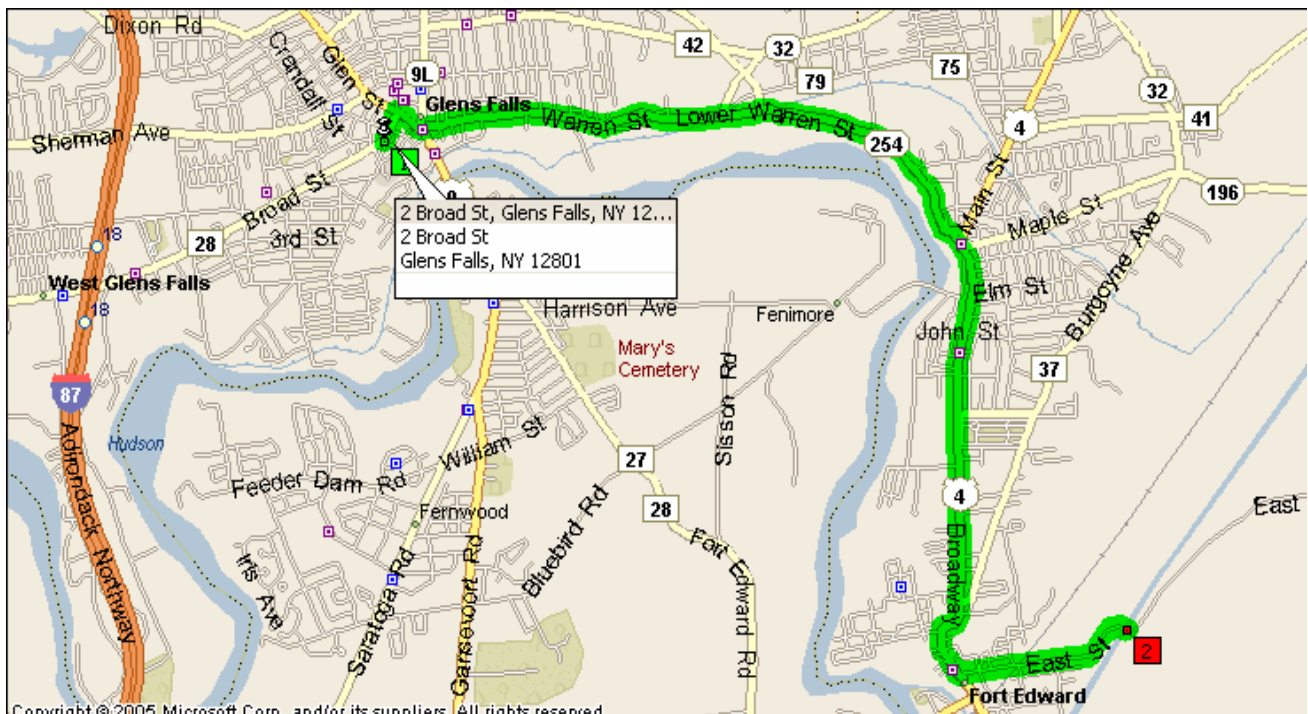 Dixon Rd
Crandall St
Glen St
42
32
79
75
32
41
9L
Glens Falls
Warren St
Lower Warren St
254
4
Main St
Sherman Ave
1
9
196
Maple St
Broad St
2 Broad St, Glens Falls, NY 12...
2 Broad St
Glens Falls, NY 12801
18
28
3rd St
West Glens Falls
18
Harrison Ave
Fenimore
Elm St
John St
Burgoyne Ave
Mary's
Cemetery
Sisson Rd
37
87
Adirondack Northway
Hudson
William St
27
Feeder Dam Rd
28
4
East
Fernwood
Bluebird Rd
Fort Edward Rd
Broadway
Iris Ave
Saratoga Rd
Gansevoort Rd
East St
2
Fort Edward
Copyright © 2005 Microsoft Corp. and/or its suppliers. All rights reserved.